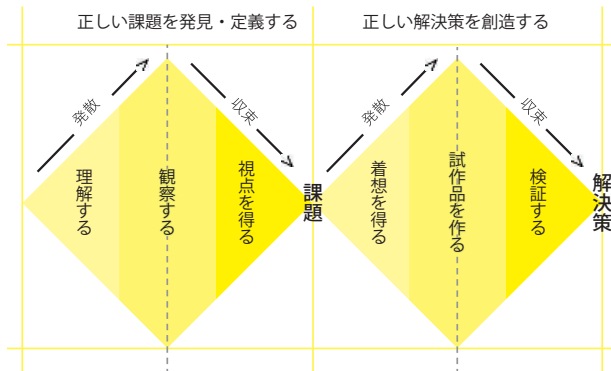 正しい課題を発見・定義する
正しい解決策を創造する
発散
収束
理解する
観察する
視点を得る
課題
発散
収束
着想を得る
試作品を作る
検証する
解決策